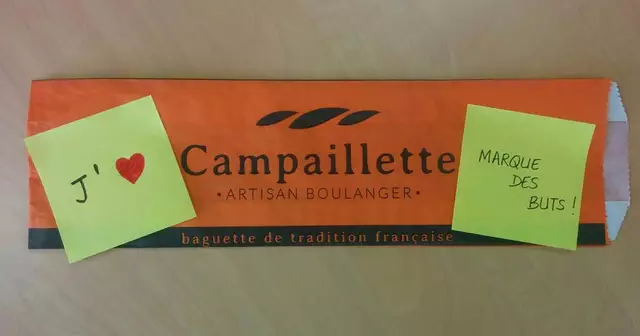 J' ❤
Campaillette
•ARTISAN BOULANGER•
baguette de tradition française
MARQUE
DES
BUTS !